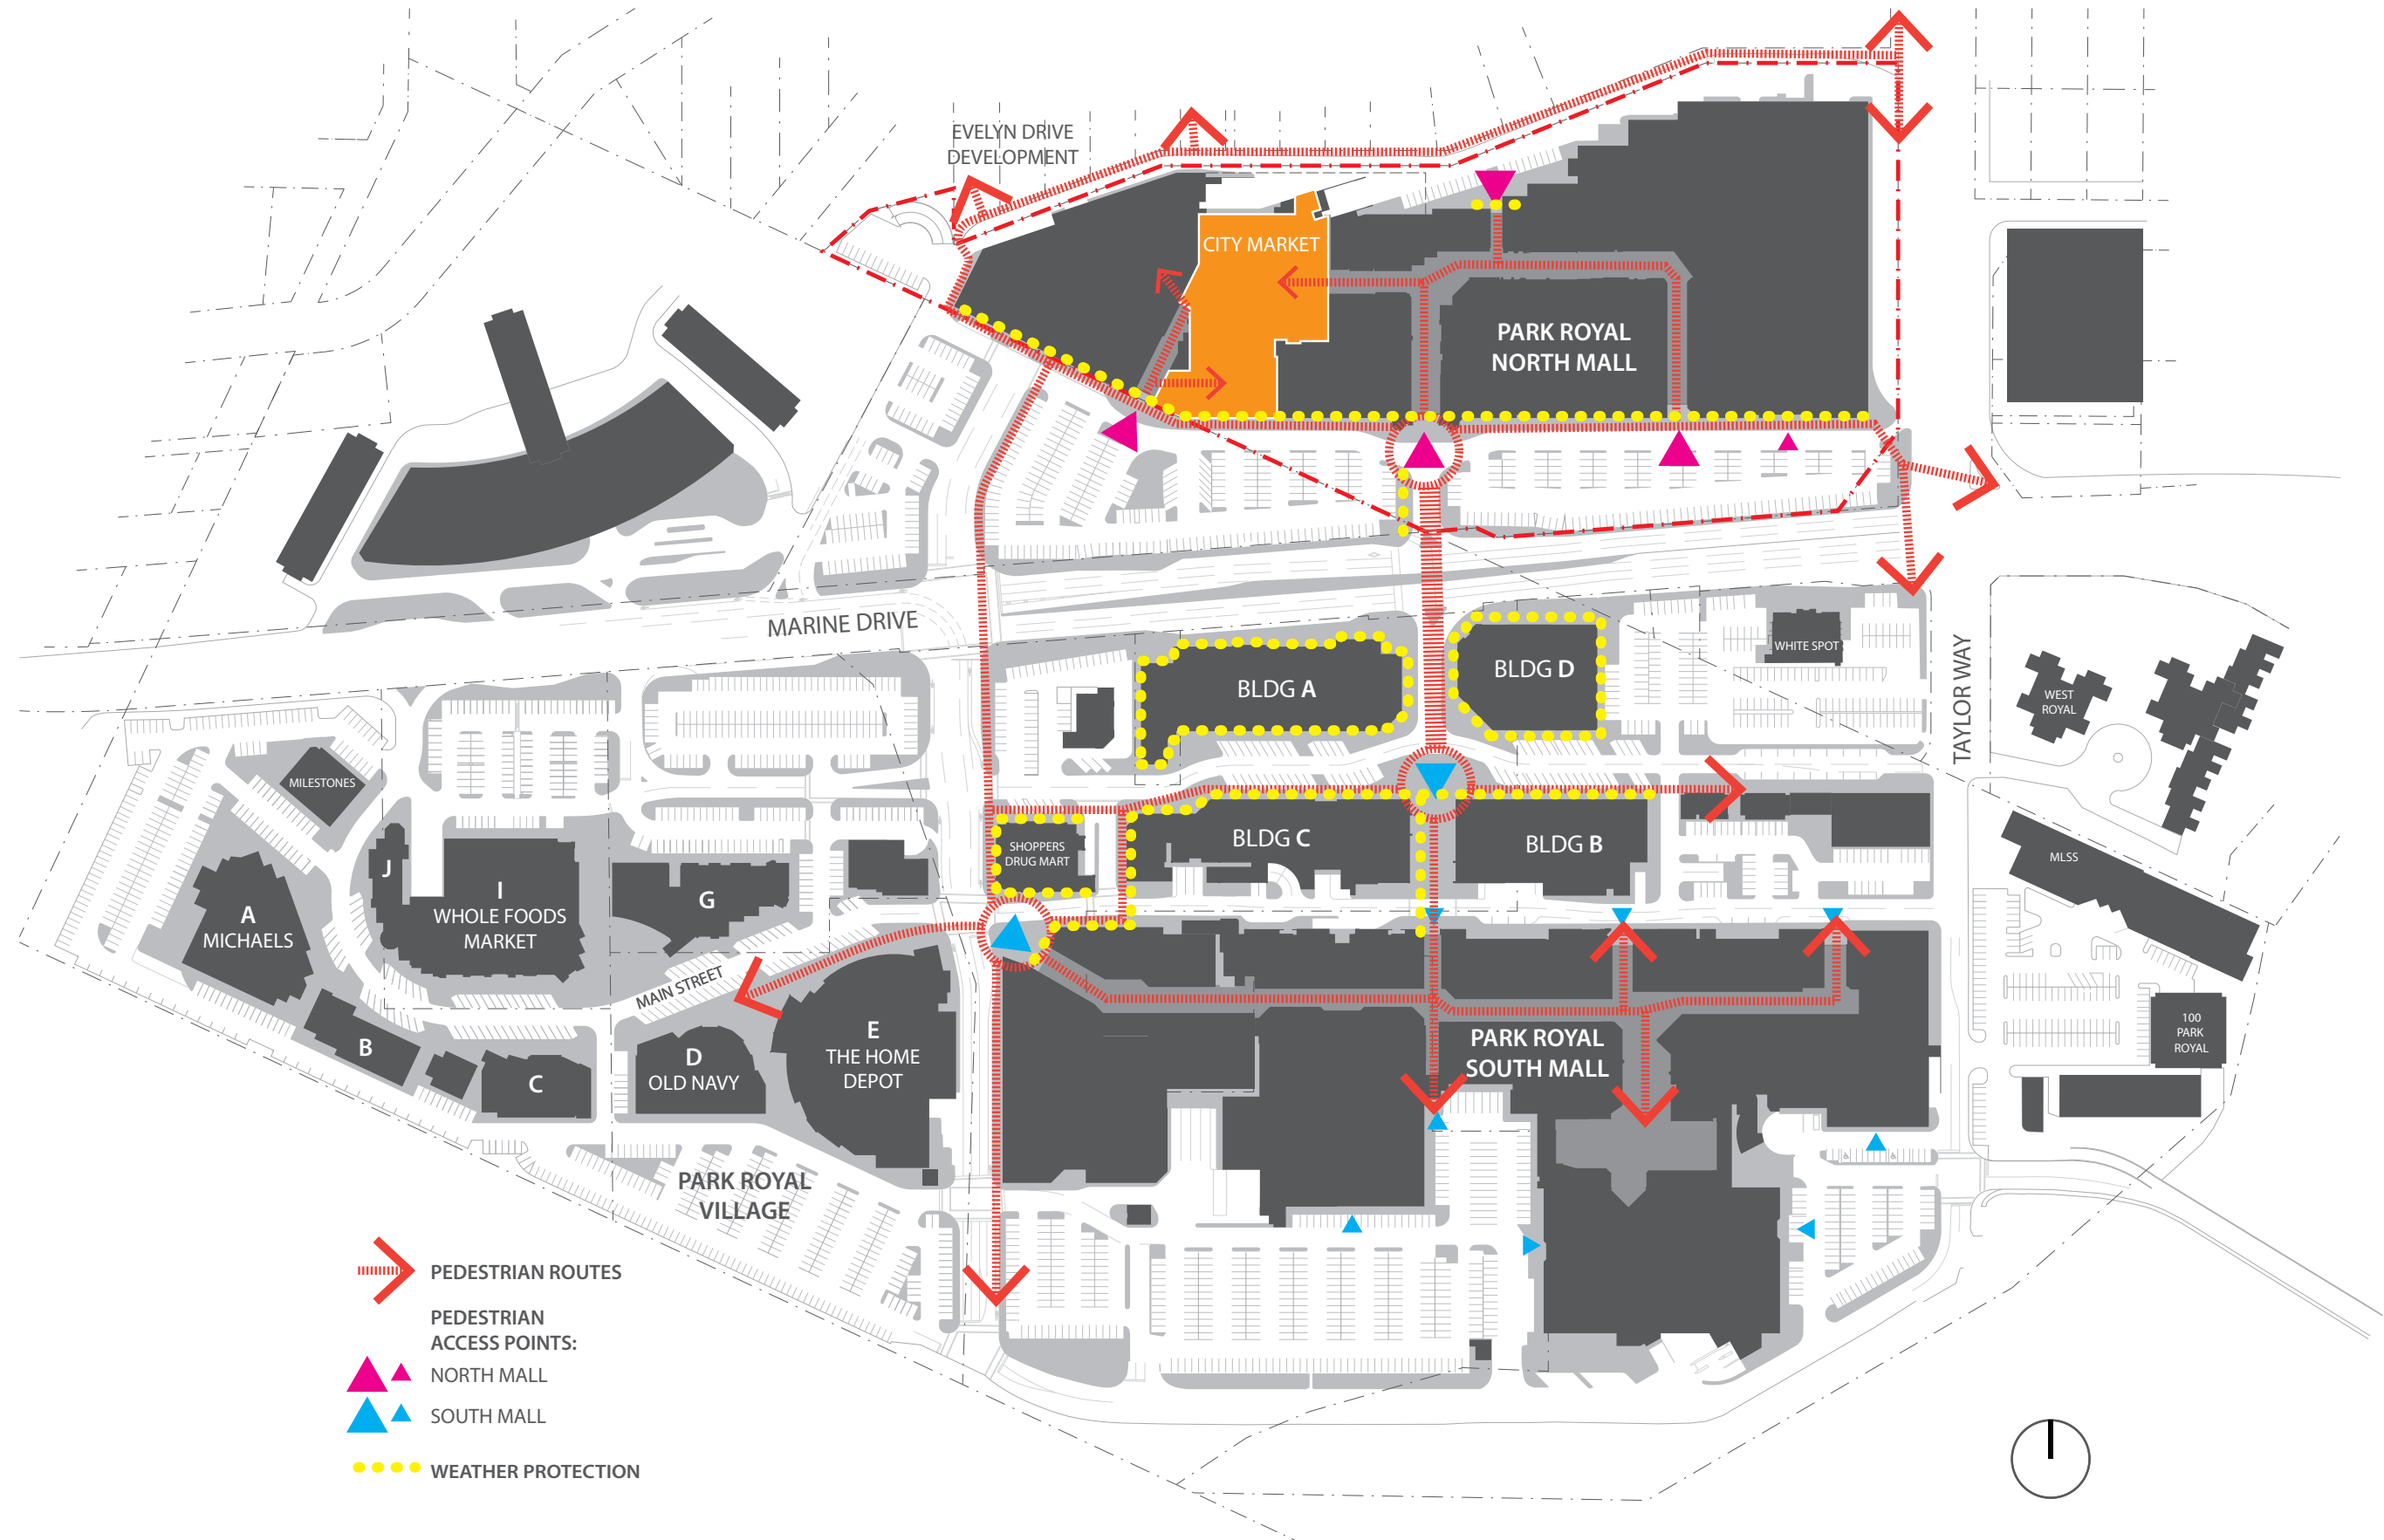 EVELYN DRIVE
DEVELOPMENT
CITY MARKET
PARK ROYAL
NORTH MALL
MARINE DRIVE
BLDG A
BLDG D
WHITE SPOT
TAYLOR WAY
WEST
ROYAL
MILESTONES
SHOPPERS
DRUG MART
BLDG C
BLDG B
MLSS
J
I
WHOLE FOODS
MARKET
G
A
MICHAELS
MAIN STREET
B
C
D
OLD NAVY
E
THE HOME
DEPOT
PARK ROYAL
SOUTH MALL
100
PARK
ROYAL
PARK ROYAL
VILLAGE
PEDESTRIAN ROUTES
PEDESTRIAN
ACCESS POINTS:
NORTH MALL
SOUTH MALL
WEATHER PROTECTION